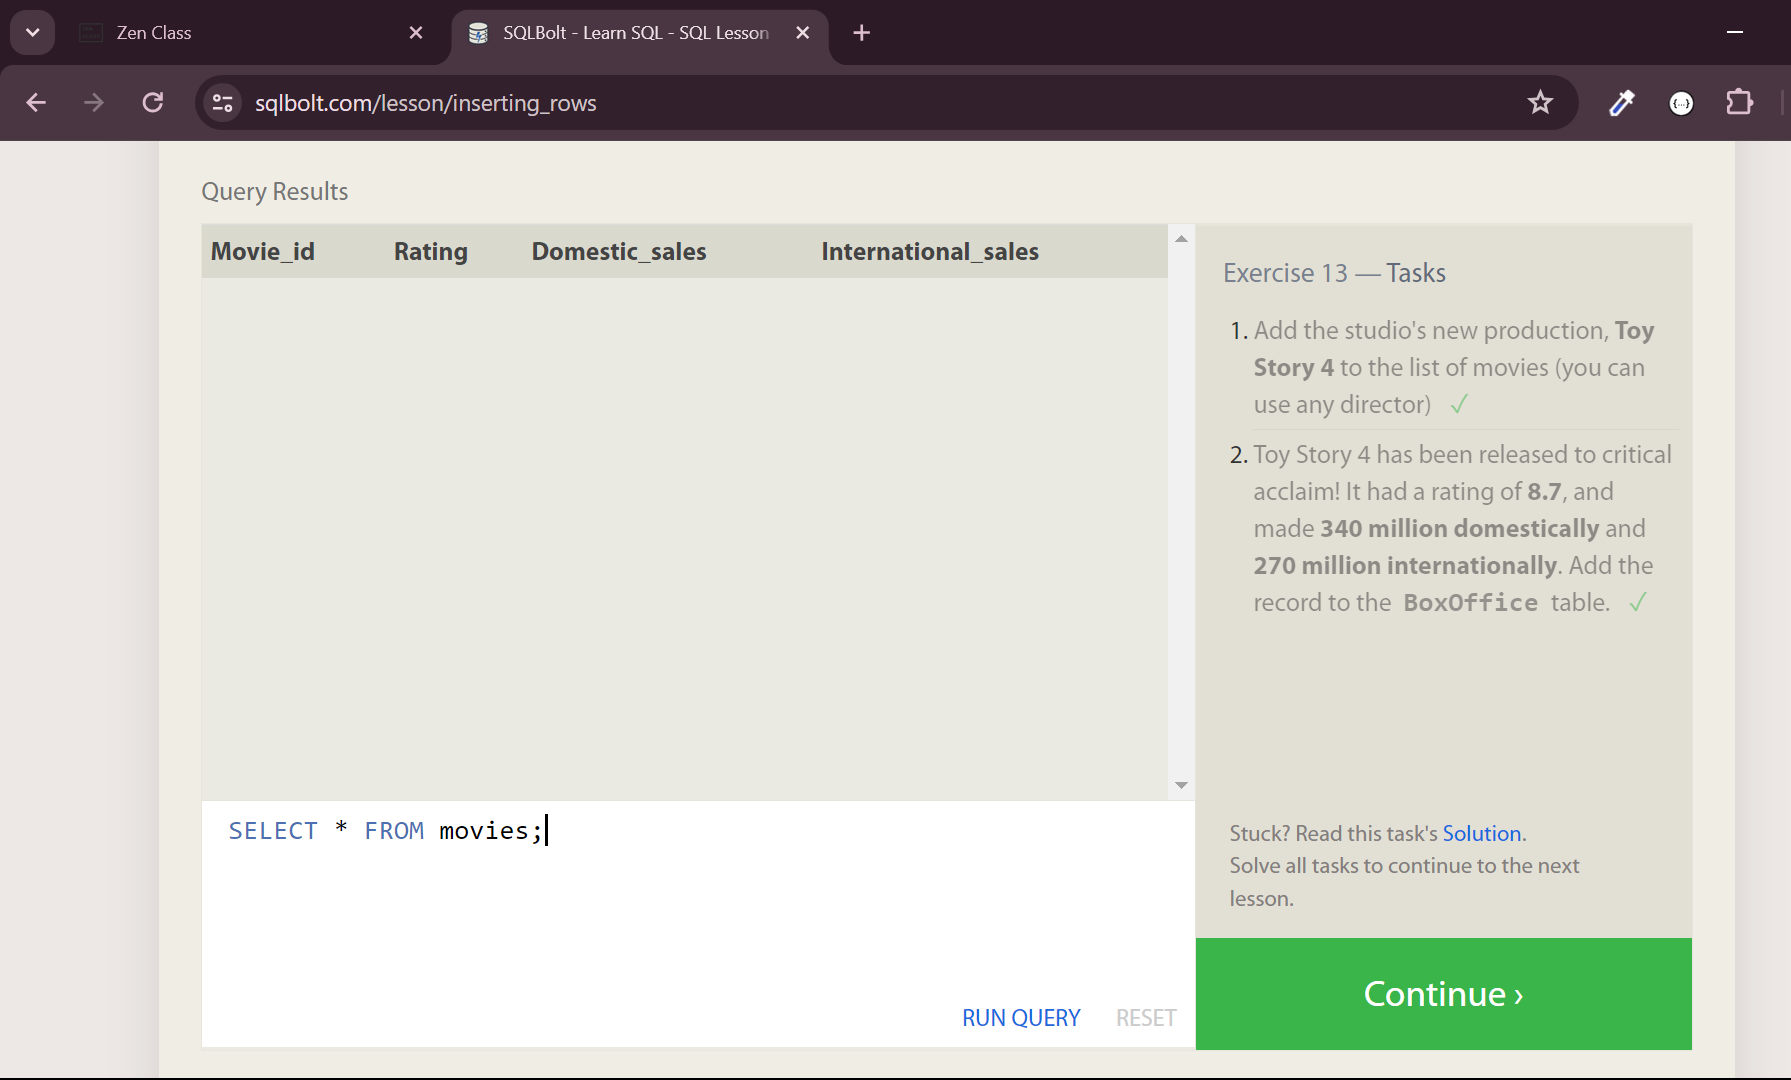 Zen Class
SQLBolt - Learn SQL - SQL Lesson
sqlbolt.com/lesson/inserting_rows
Query Results
Movie_id Rating Domestic_sales International_sales
Exercise 13 — Tasks
1. Add the studio's new production, Toy
Story 4 to the list of movies (you can
use any director) ✓
2. Toy Story 4 has been released to critical
acclaim! It had a rating of 8.7, and
made 340 million domestically and
270 million internationally. Add the
record to the BoxOffice table. ✓
SELECT * FROM movies;
Stuck? Read this task's Solution.
Solve all tasks to continue to the next
lesson.
RUN QUERY RESET
Continue ›